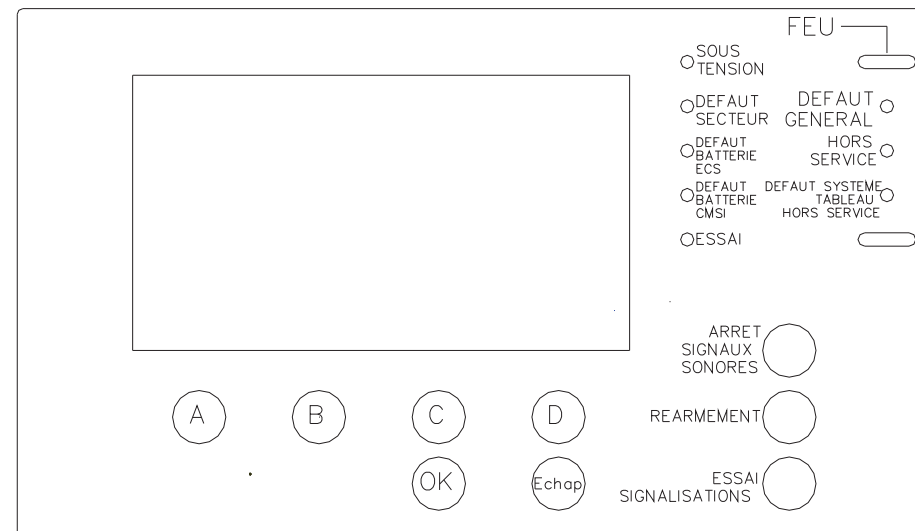 FEU
SOUS
TENSION
DEFAUT
SECTEUR
DEFAUT
GENERAL
DEFAUT
BATTERIE
ECS
HORS
SERVICE
DEFAUT
BATTERIE
CMSI
DEFAUT SYSTEME
TABLEAU
HORS SERVICE
ESSAI
ARRET
SIGNAUX
SONORES
A
B
C
D
REARMEMENT
OK
Echap
ESSAI
SIGNALISATIONS